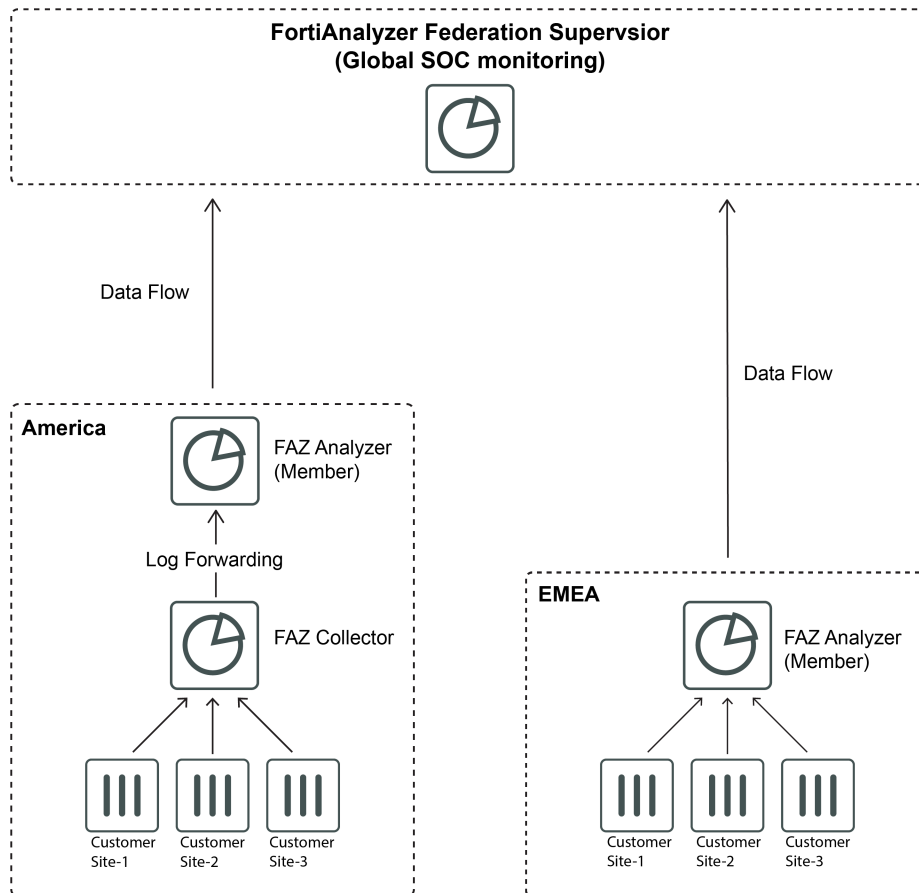 FortiAnalyzer Federation Supervsior
(Global SOC monitoring)
Data Flow
Data Flow
America
FAZ Analyzer
(Member)
Log Forwarding
FAZ Collector
Customer
Site-1
Customer
Site-2
Customer
Site-3
EMEA
FAZ Analyzer
(Member)
Customer
Site-1
Customer
Site-2
Customer
Site-3